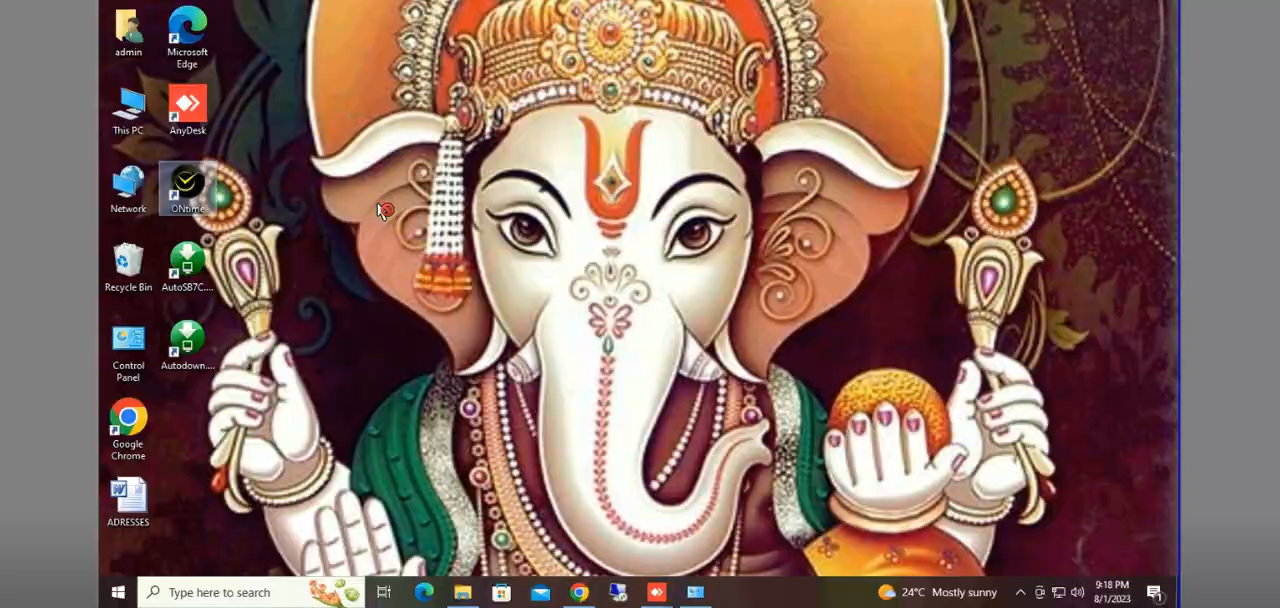 admin
Microsoft
Edge
This PC
AnyDesk
Network
ONtime
Recycle Bin
AutoSB7C....
Control
Panel
Autodown....
Google
Chrome
ADRESSES
Type here to search
24°C Mostly sunny
9:18 PM
8/1/2023
1